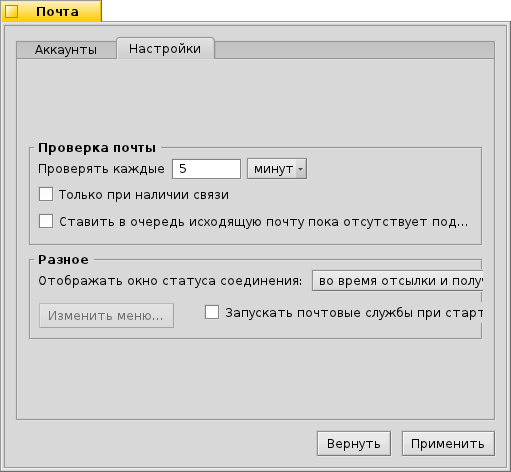 Почта
Аккаунты Настройки
Проверка почты
Проверять каждые 5 минут
Только при наличии связи
Ставить в очередь исходящую почту пока отсутствует под...
Разное
Отображать окно статуса соединения: во время отсылки и полу
Изменить меню... Запускать почтовые службы при старт
Вернуть Применить